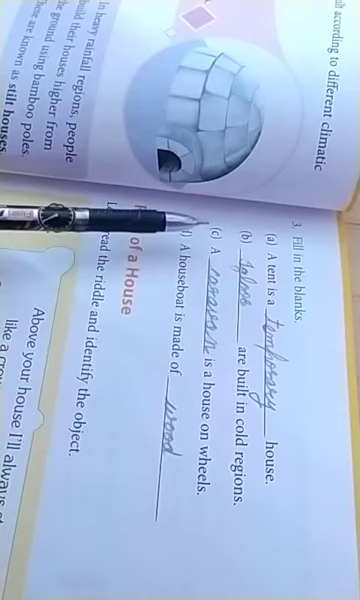 ilt according to different climatic
In heavy rainfall regions, people
build their houses higher from
the ground using bamboo poles.
These are known as stilt houses.
3. Fill in the blanks.
(a) A tent is a temporary house.
(b) Igloos are built in cold regions.
(c) A caravan is a house on wheels.
(d) A houseboat is made of wood
of a House
read the riddle and identify the object.
Above your house I'll always
like a